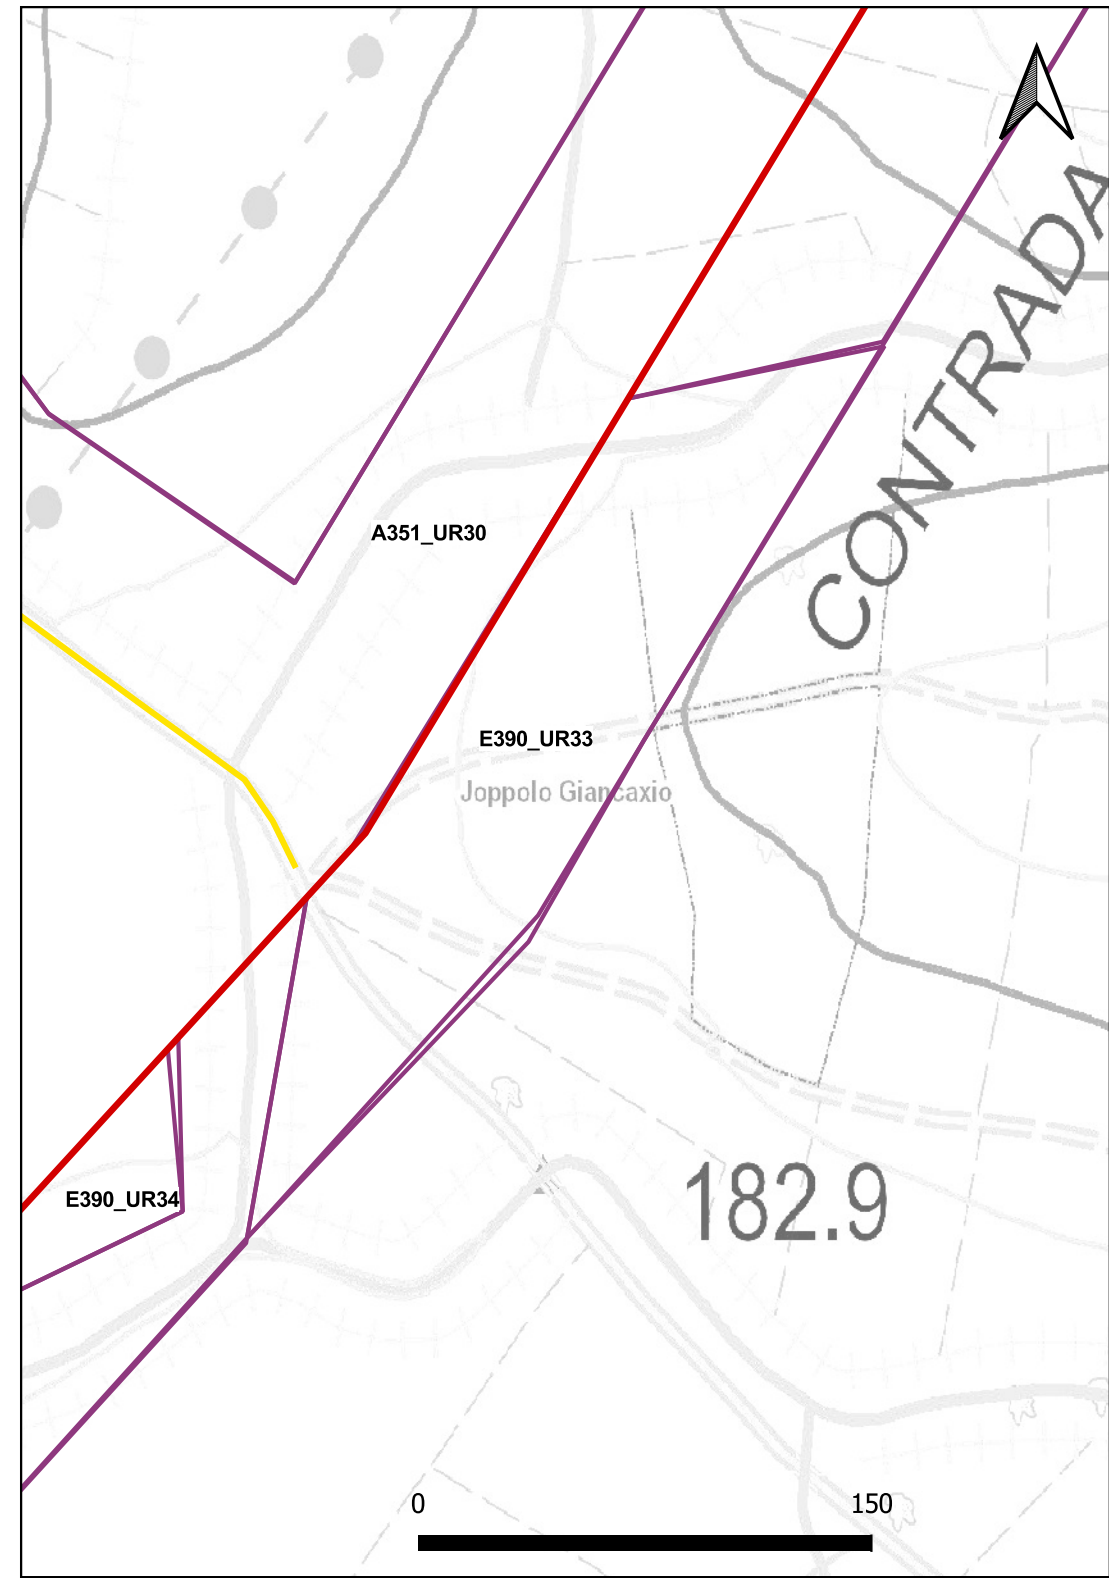 CONTRADA
A351_UR30
E390_UR33
Joppolo Giancaxio
182.9
E390_UR34
0 150